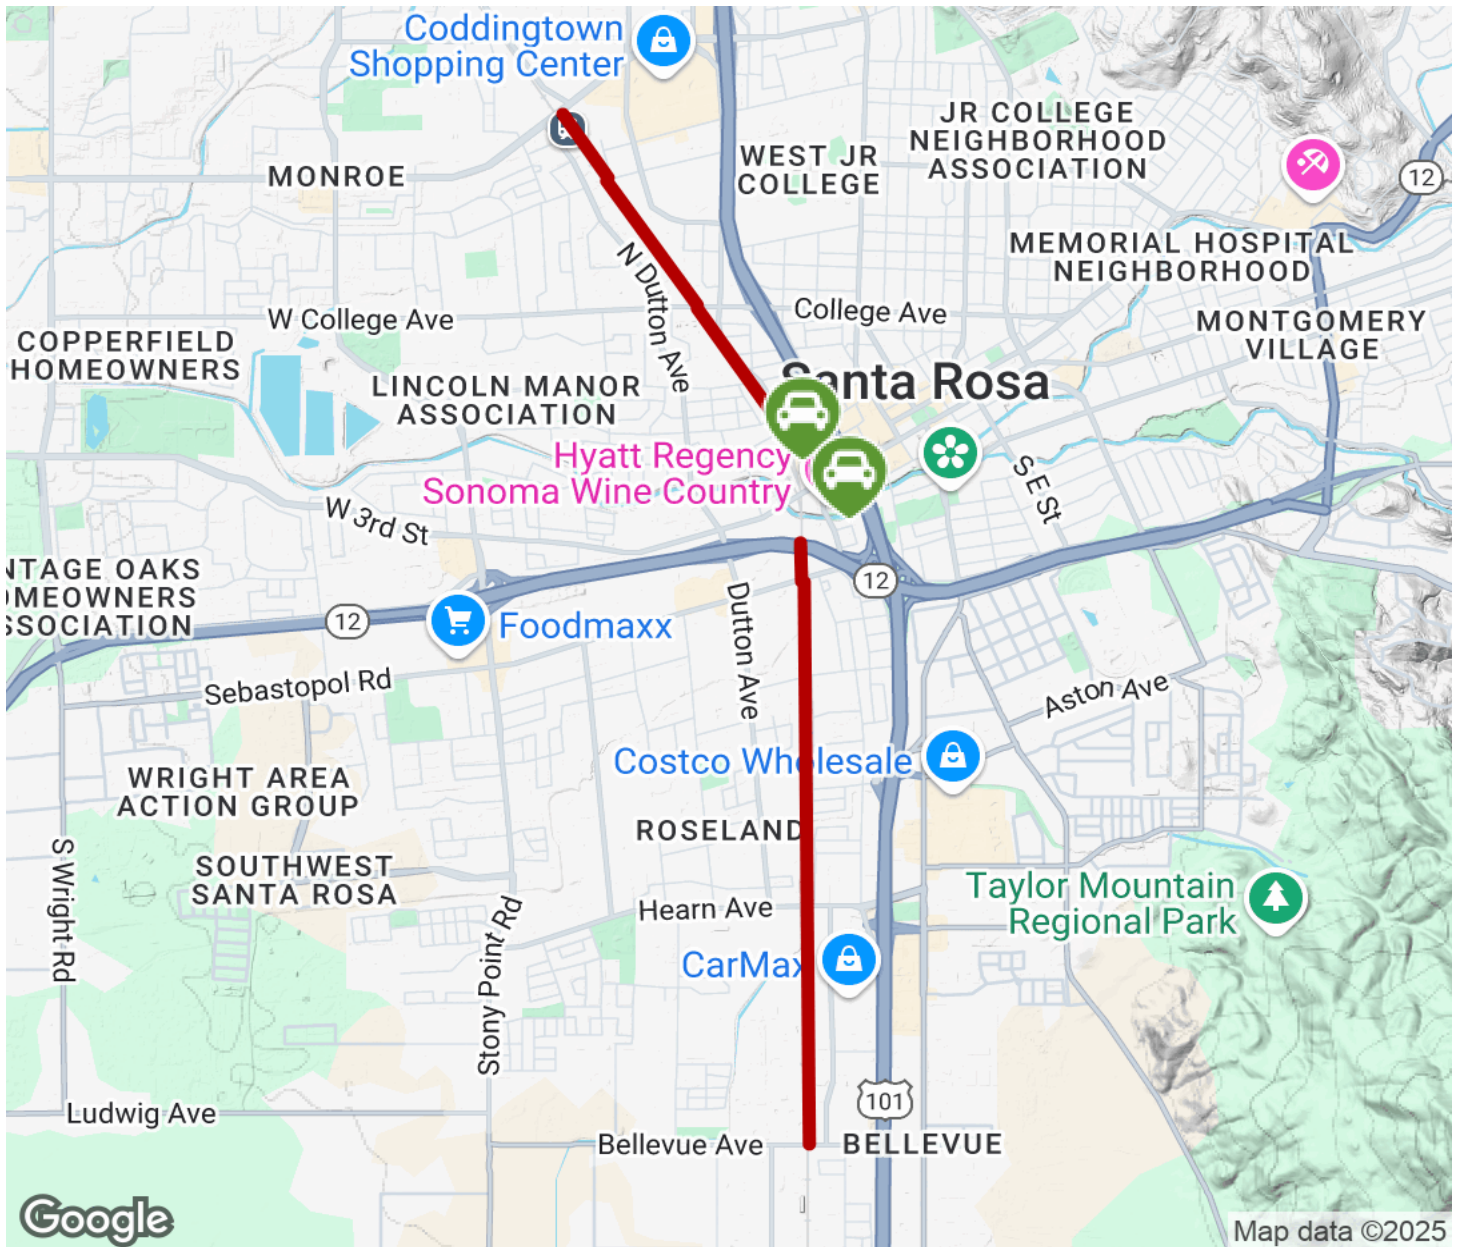 Coddingtown
Shopping Center
JR COLLEGE
NEIGHBORHOOD
ASSOCIATION
WEST JR
COLLEGE
MONROE
12
MEMORIAL HOSPITAL
NEIGHBORHOOD
N Dutton Ave
W College Ave
College Ave
MONTGOMERY
VILLAGE
COPPERFIELD
HOMEOWNERS
LINCOLN MANOR
ASSOCIATION
Santa Rosa
Hyatt Regency
Sonoma Wine Country
S E St
W 3rd St
NTAGE OAKS
OMEOWNERS
SSOCIATION
12
12
Foodmaxx
Dutton Ave
Sebastopol Rd
Aston Ave
Costco Wholesale
WRIGHT AREA
ACTION GROUP
ROSELAND
S Wright Rd
SOUTHWEST
SANTA ROSA
Hearn Ave
Taylor Mountain
Regional Park
Stony Point Rd
CarMax
101
Ludwig Ave
Bellevue Ave
BELLEVUE
Google
Map data ©2025